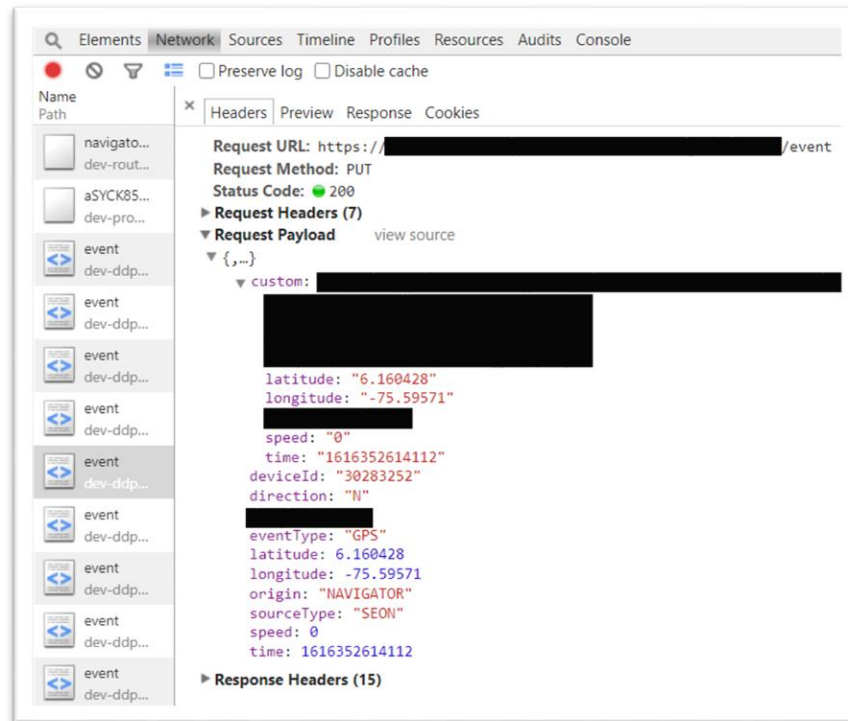 Elements Network Sources Timeline Profiles Resources Audits Console
Preserve log Disable cache
Name
Path
× Headers Preview Response Cookies
navigato...
dev-rout...
aSYCK85...
dev-pro...
event
dev-ddp...
event
dev-ddp...
event
dev-ddp...
event
dev-ddp...
event
dev-ddp...
event
dev-ddp...
event
dev-ddp...
event
dev-ddp...
event
dev-ddp...
Request URL: https:// /event
Request Method: PUT
Status Code: 200
Request Headers (7)
Request Payload view source
{,…}
custom:
latitude: "6.160428"
longitude: "-75.59571"
speed: "0"
time: "1616352614112"
deviceId: "30283252"
direction: "N"
eventType: "GPS"
latitude: 6.160428
longitude: -75.59571
origin: "NAVIGATOR"
sourceType: "SEON"
speed: 0
time: 1616352614112
Response Headers (15)